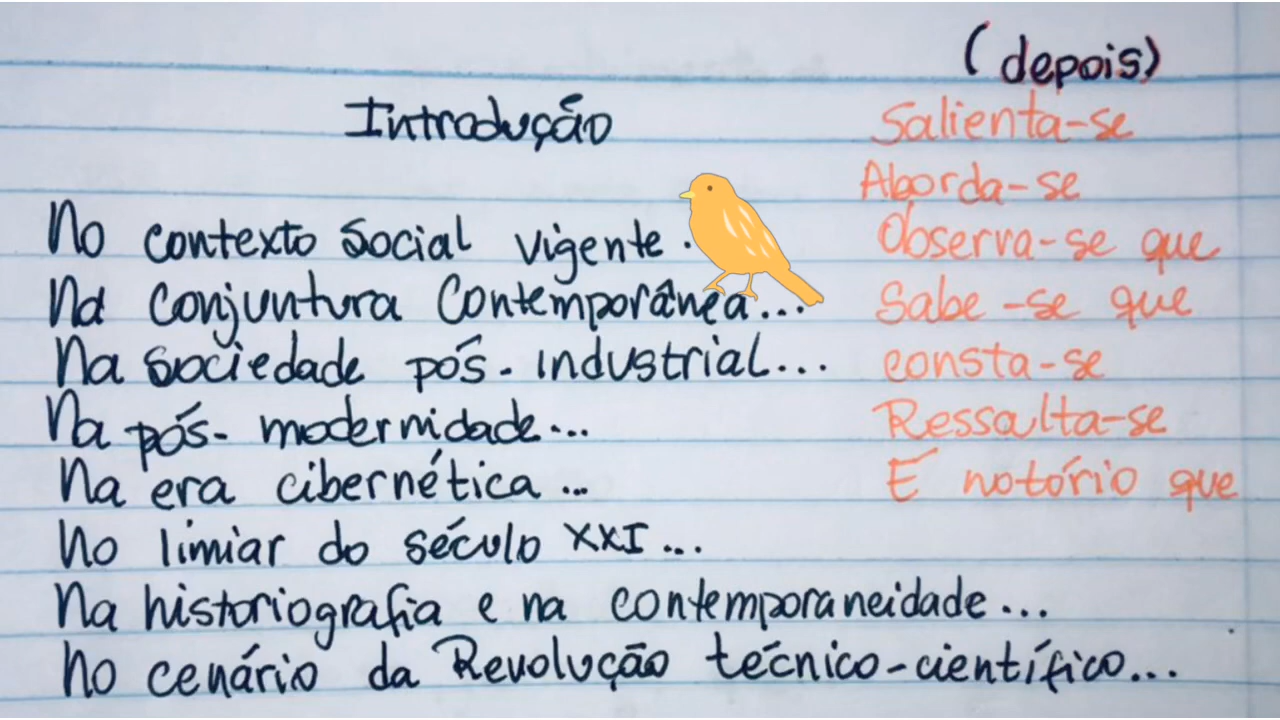 (depois)
Introdução
Salienta-se
Aborda-se
No contexto social vigente.
Observa-se que
Na conjuntura Contemporânea...
Sabe-se que
Na sociedade pós-industrial...
consta-se
Na pós-modernidade...
Ressalta-se
Na era cibernética...
E notório que
No limiar do século XXI...
Na historiografia e na contemporaneidade...
No cenário da Revolução técnico-científico...